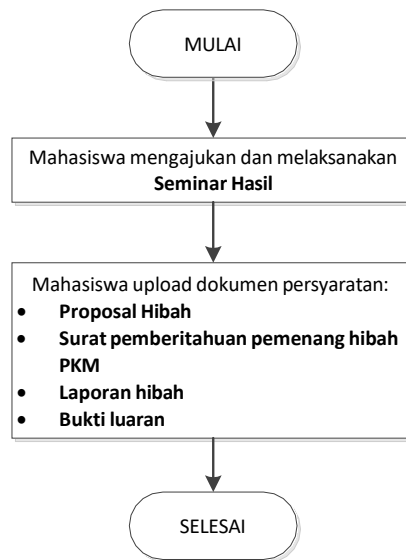 MULAI
Mahasiswa mengajukan dan melaksanakan
Seminar Hasil
Mahasiswa upload dokumen persyaratan:
• Proposal Hibah
• Surat pemberitahuan pemenang hibah
PKM
• Laporan hibah
• Bukti luaran
SELESAI